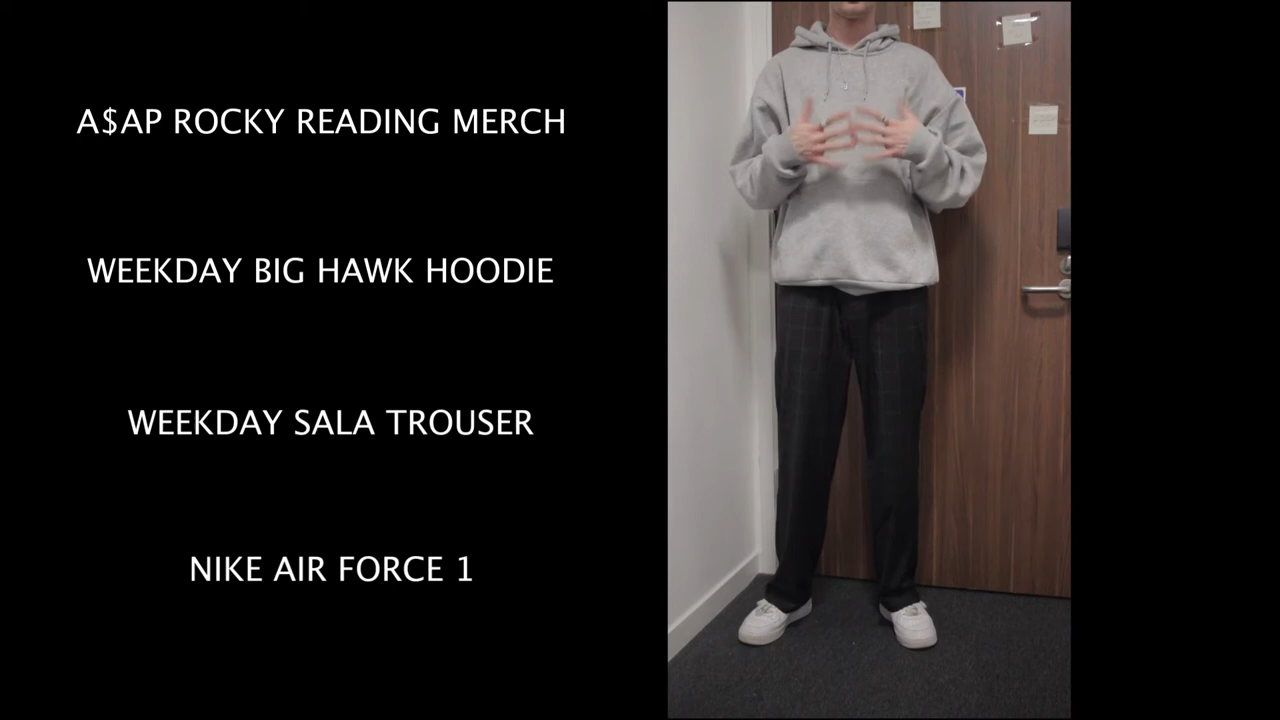 A$AP ROCKY READING MERCH
WEEKDAY BIG HAWK HOODIE
WEEKDAY SALA TROUSER
NIKE AIR FORCE 1